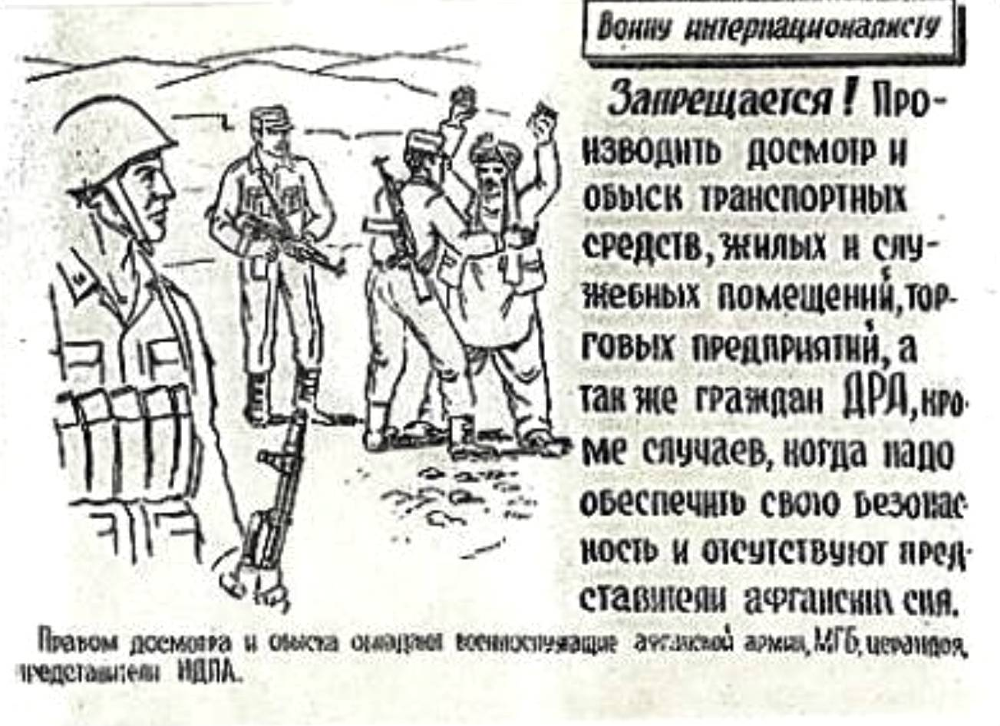 Воину интернационалисту
Запрещается! Про-
изводить досмотр и
обыск транспортных
средств, жилых и слу-
жебных помещений, тор-
говых предприятий, а
так же граждан ДРА, кро-
ме случаев, когда надо
обеспечить свою безопас-
ность и отсутствуют пред-
ставители афганских сил.
Правом досмотра и обыска обладают военнослужащие афганской армии, МГБ, царандоя,
представители НДПА.